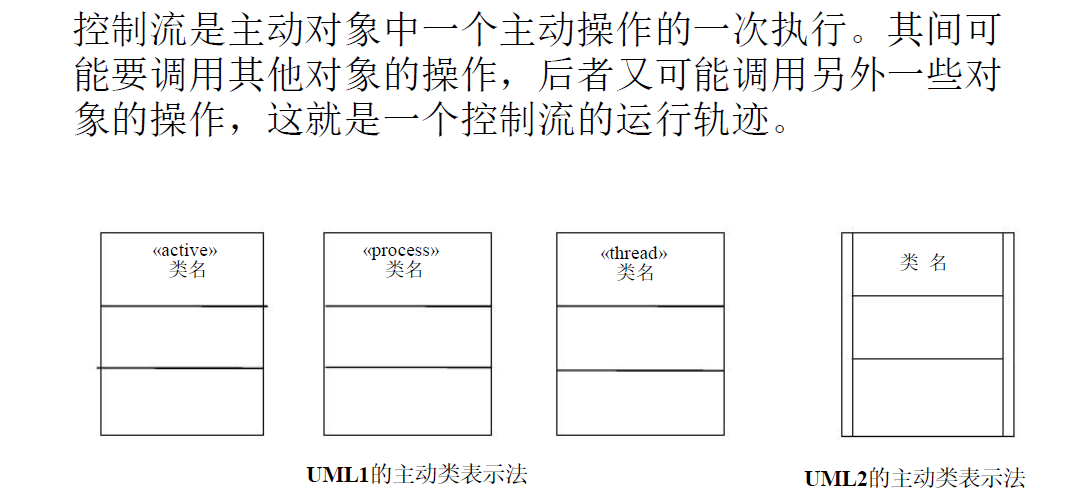 控制流是主动对象中一个主动操作的一次执行。其间可
能要调用其他对象的操作，后者又可能调用另外一些对
象的操作，这就是一个控制流的运行轨迹。
«active»
类名
«process»
类名
«thread»
类名
类 名
UML1的主动类表示法
UML2的主动类表示法